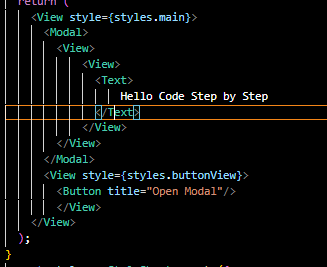 return (
<View style={styles.main}>
<Modal>
<View>
<View>
<Text>
Hello Code Step by Step
</Text>
</View>
</View>
</Modal>
<View style={styles.buttonView}>
<Button title="Open Modal"/>
</View>
</View>
);
}